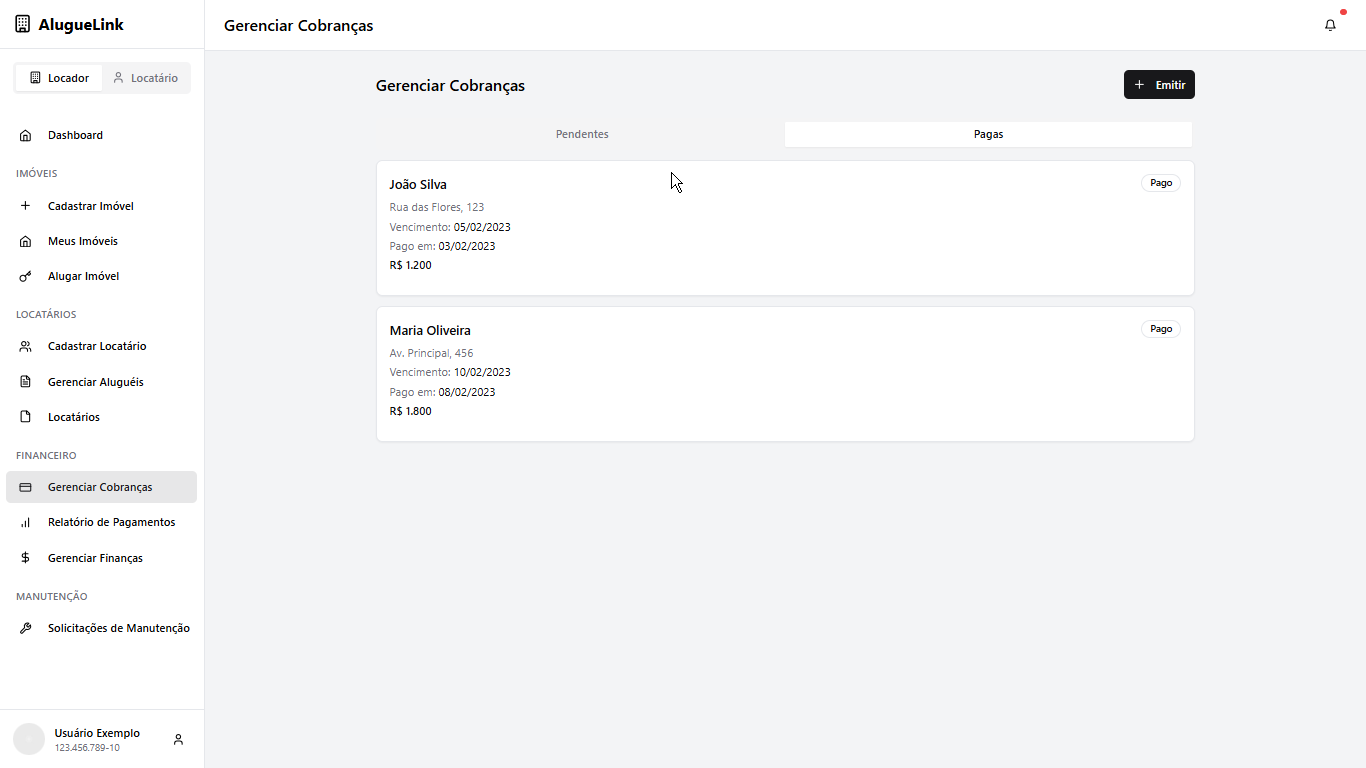 AlugueLink
Locador
Locatário
Dashboard
IMÓVEIS
Cadastrar Imóvel
Meus Imóveis
Alugar Imóvel
LOCATÁRIOS
Cadastrar Locatário
Gerenciar Aluguéis
Locatários
FINANCEIRO
Gerenciar Cobranças
Relatório de Pagamentos
Gerenciar Finanças
MANUTENÇÃO
Solicitações de Manutenção
Usuário Exemplo
123.456.789-10
Gerenciar Cobranças
Gerenciar Cobranças
Emitir
Pendentes
Pagas
João Silva
Pago
Rua das Flores, 123
Vencimento: 05/02/2023
Pago em: 03/02/2023
R$ 1.200
Maria Oliveira
Pago
Av. Principal, 456
Vencimento: 10/02/2023
Pago em: 08/02/2023
R$ 1.800